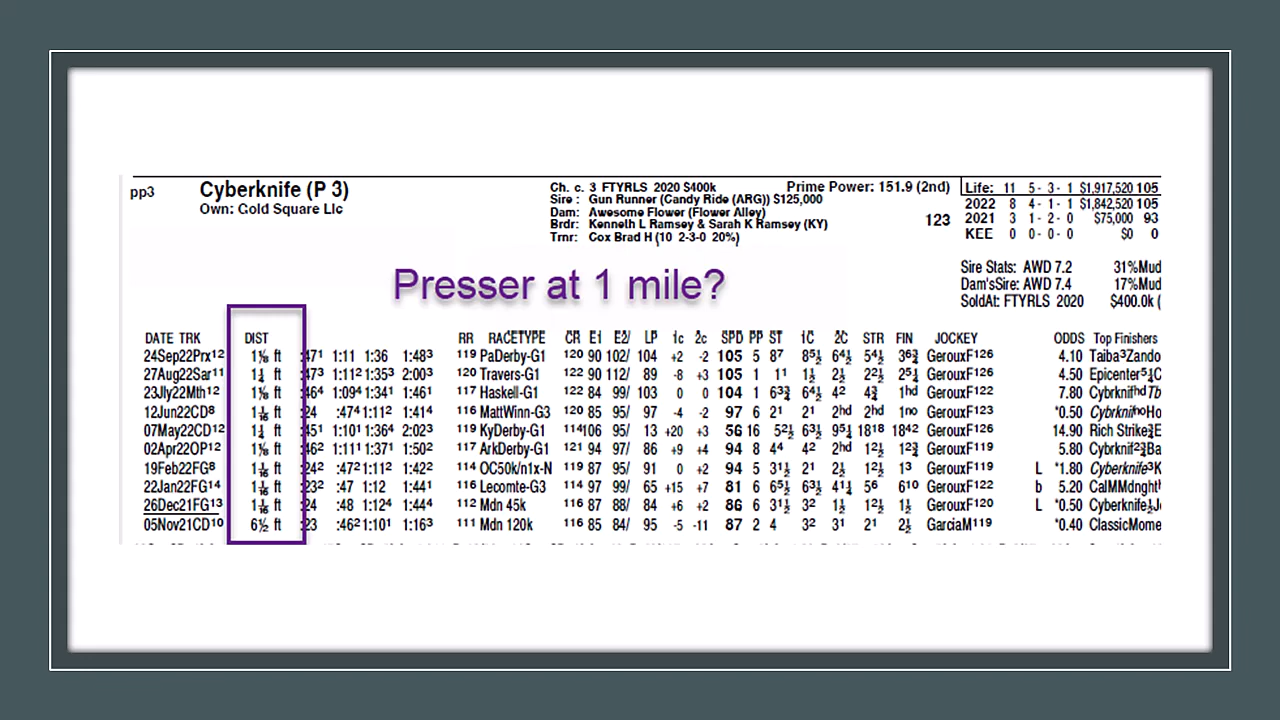 pp3 Cyberknife (P 3) Ch. c. 3 FTYRLS 2020 $400k Prime Power: 151.9 (2nd) Life: 11 5- 3- 1 $1,917,520 105
Own: Gold Square Llc Sire : Gun Runner (Candy Ride (ARG)) $125,000 2022 8 4- 1- 1 $1,842,520 105
Dam: Awesome Flower (Flower Alley) 123 2021 3 1- 2- 0 $75,000 93
Brdr: Kenneth L Ramsey & Sarah K Ramsey (KY) KEE 0 0- 0- 0 $0 0
Trnr: Cox Brad H (10 2-3-0 20%)
Sire Stats: AWD 7.2 31%Mud
Dam'sSire: AWD 7.4 17%Mud
SoldAt: FTYRLS 2020 $400.0k (
Presser at 1 mile?
DATE TRK DIST RR RACETYPE CR E1 E2/ LP 1c 2c SPD PP ST 1C 2C STR FIN JOCKEY ODDS Top Finishers
24Sep22Prx12 1⅛ ft :471 1:11 1:36 1:483 119 PaDerby-G1 120 90 102/ 104 +2 -2 105 5 87 85½ 64½ 54½ 36¾ GerouxF126 4.10 Taiba3Zando
27Aug22Sar11 1¼ ft :473 1:112 1:353 2:003 120 Travers-G1 122 90 112/ 89 -8 +3 105 1 11 1½ 2½ 22½ 25¼ GerouxF126 4.50 Epicenter5¼C
23Jly22Mth12 1⅛ ft :464 1:094 1:341 1:461 117 Haskell-G1 122 84 99/ 103 0 0 104 1 63¾ 64½ 42 4¾ 1hd GerouxF122 7.80 Cybrknifhd
12Jun22CD8 1 1/16 ft :24 :474 1:112 1:414 116 MattWinn-G3 120 85 95/ 97 -4 -2 97 6 21 21 2hd 2hd 1no GerouxF123 *0.50 CybrknifnoHo
07May22CD12 1¼ ft :451 1:101 1:364 2:023 119 KyDerby-G1 114 106 95/ 13 +20 +3 56 16 52½ 63½ 95¼ 1818 1842 GerouxF126 14.90 Rich Strike¾E
02Apr22OP12 1⅛ ft :462 1:111 1:371 1:502 117 ArkDerby-G1 121 94 97/ 86 +9 +4 94 8 44 42 2hd 12½ 12¾ GerouxF119 5.80 Cybrknif2¾Ba
19Feb22FG8 1 1/16 ft :242 :472 1:112 1:422 114 OC50k/n1x-N 119 87 95/ 91 0 +2 94 5 31½ 21 2½ 12½ 13 GerouxF119 L *1.80 Cyberknife3K
22Jan22FG14 1 1/16 ft :232 :47 1:12 1:441 116 Lecomte-G3 114 97 99/ 65 +15 +7 81 6 65½ 63½ 41¼ 56 610 GerouxF122 b 5.20 CalMMdnght
26Dec21FG13 1 1/16 ft :24 :48 1:124 1:444 112 Mdn 45k 116 87 88/ 84 +6 +2 86 6 31½ 32 1½ 12½ 1½ GerouxF120 L *0.50 Cyberknife½J
05Nov21CD10 6½ ft :23 :462 1:101 1:163 111 Mdn 120k 116 85 84/ 95 -5 -11 87 2 4 32 31 21 2½ GarciaM119 *0.40 ClassicMome